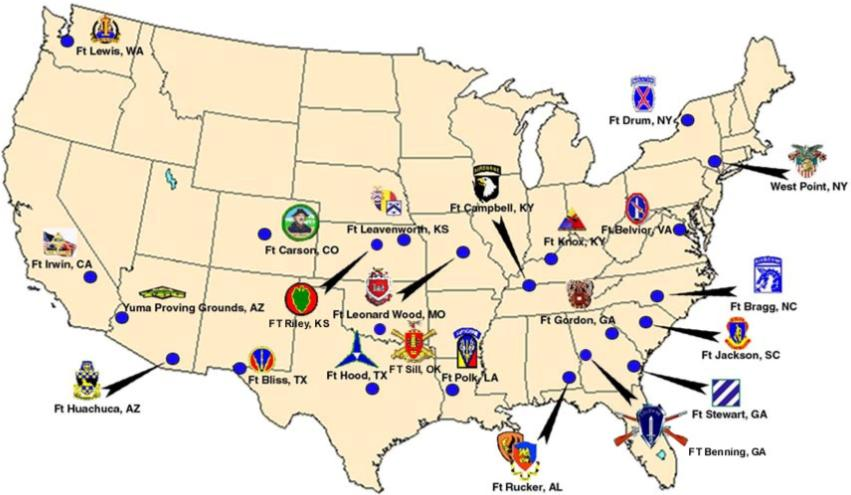 Ft Lewis, WA
Ft Drum, NY
West Point, NY
AIRBORNE
Ft Campbell, KY
Ft Leavenworth, KS
Ft Carson, CO
Ft Knox, KY
Ft Belvior, VA
Ft Irwin, CA
Yuma Proving Grounds, AZ
FT Riley, KS
Ft Leonard Wood, MO
Ft Gordon, GA
Ft Bragg, NC
Ft Jackson, SC
Ft Bliss, TX
Ft Hood, TX
FT Sill, OK
Ft Polk, LA
Ft Huachuca, AZ
Ft Stewart, GA
FT Benning, GA
Ft Rucker, AL